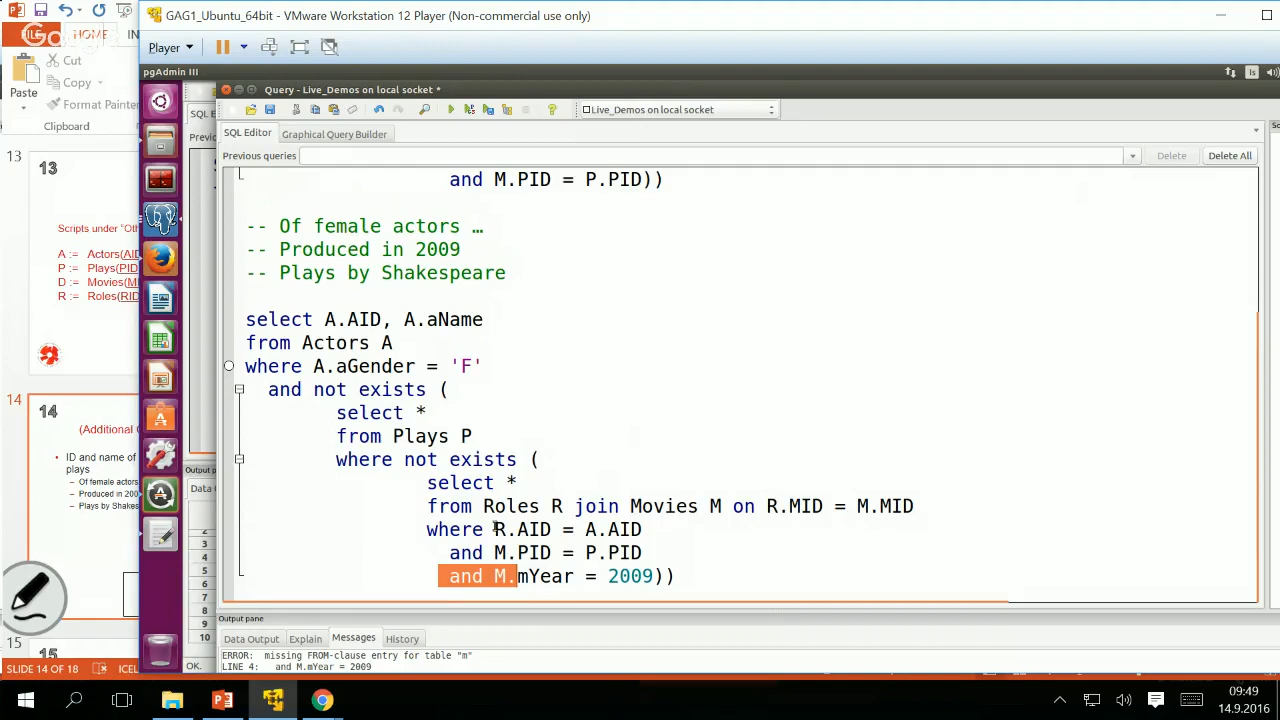 GAG1_Ubuntu_64bit - VMware Workstation 12 Player (Non-commercial use only)
FILE
HOME
IN
Google
Player
Cut
Copy
Format Painter
Paste
Clipboard
pgAdmin III
Is
Query - Live_Demos on local socket *
Live_Demos on local socket
SQL Editor
Graphical Query Builder
Previous queries
Delete
Delete All
and M.PID = P.PID))
-- Of female actors …
-- Produced in 2009
-- Plays by Shakespeare
select A.AID, A.aName
from Actors A
where A.aGender = 'F'
and not exists (
select *
from Plays P
where not exists (
select *
from Roles R join Movies M on R.MID = M.MID
where R.AID = A.AID
and M.PID = P.PID
and M.mYear = 2009))
Output pane
Data Output
Explain
Messages
History
ERROR: missing FROM-clause entry for table "m"
LINE 4: and M.mYear = 2009
13
13
Scripts under "Oth
A := Actors(AID
P := Plays(PID
D := Movies(MI
R := Roles(RID
14
14
(Additional
ID and name of
plays
Of female actors
Produced in 200
Plays by Shakes
15
15
SQL E
Previo
Output p
Data O
2
3
4
5
6
7
8
9
10
OK.
SLIDE 14 OF 18
ICEL
09:49
14.9.2016